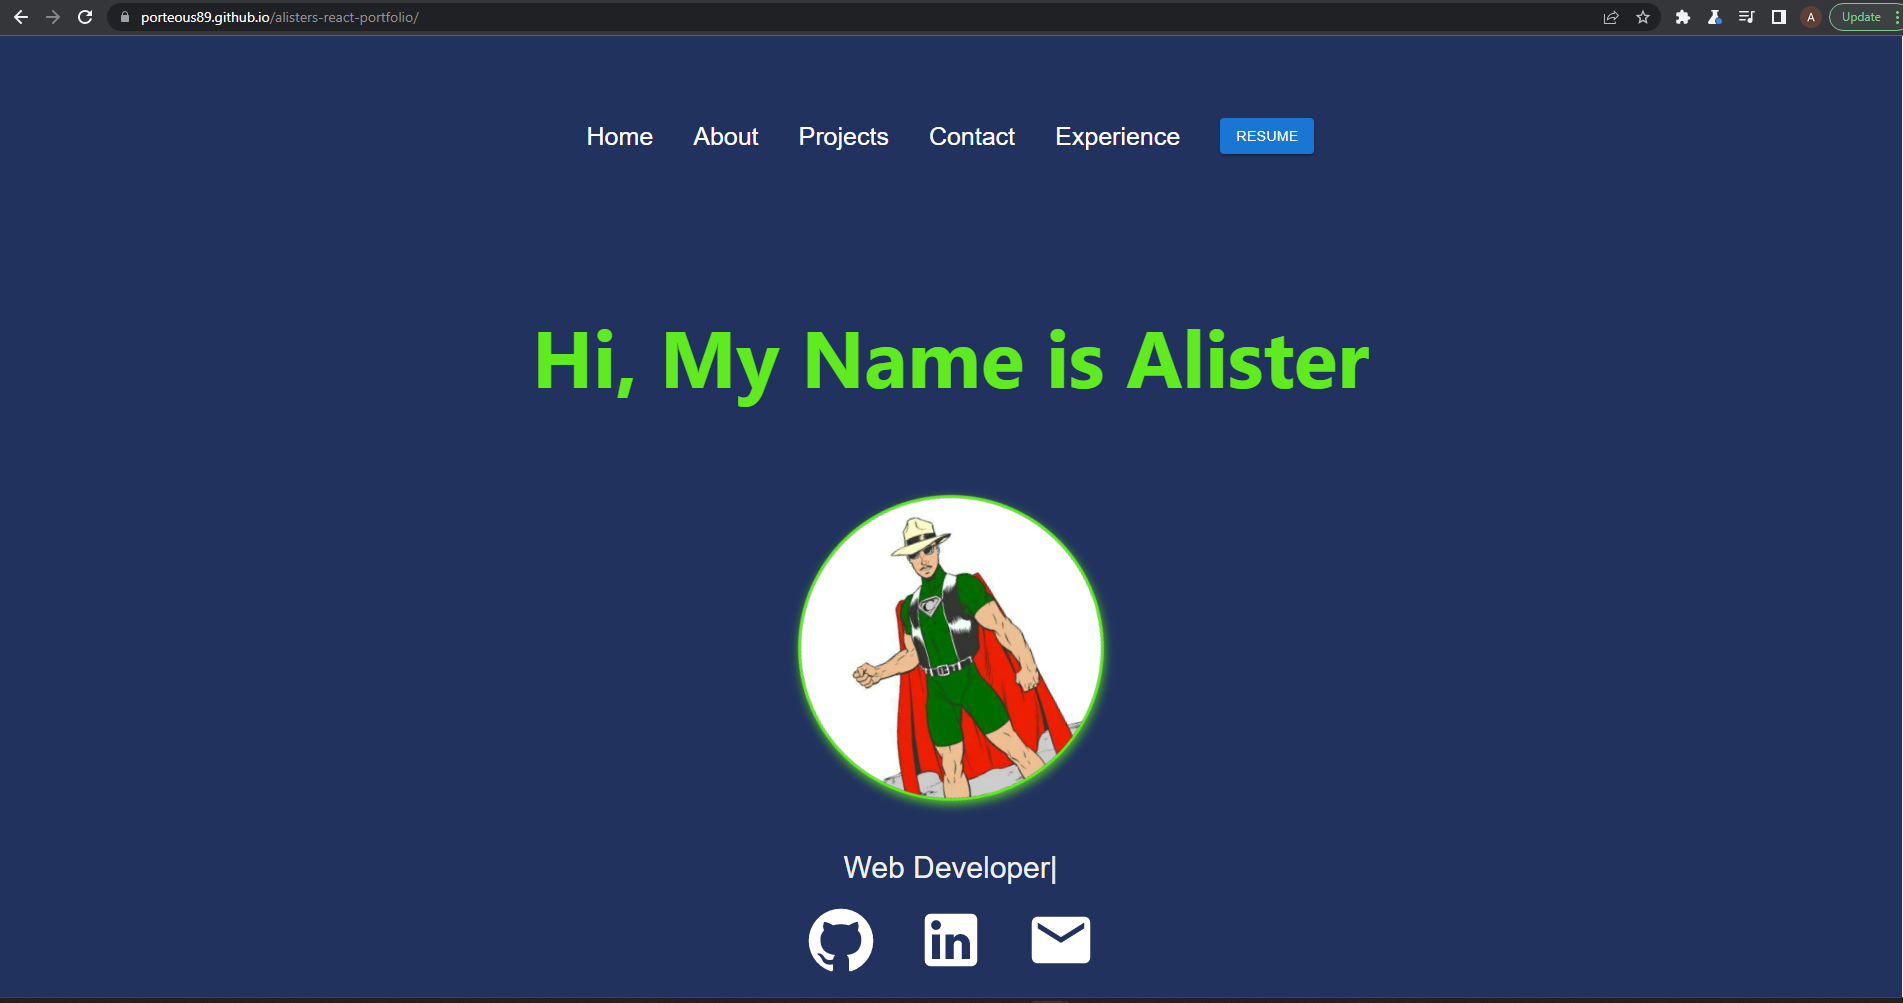 porteous89.github.io/alisters-react-portfolio/
A
Update
Home About Projects Contact Experience RESUME
Hi, My Name is Alister
Web Developer|
in